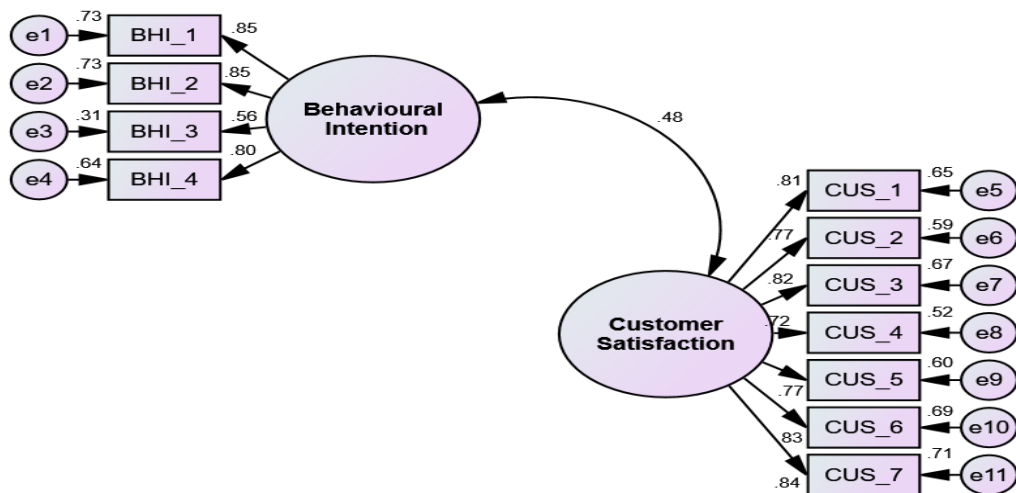 .73
e1
BHI_1
.85
.73
e2
BHI_2
.85
.31
e3
BHI_3
.56
.64
e4
BHI_4
.80
Behavioural
Intention
.48
Customer
Satisfaction
.81
CUS_1
.65
e5
.77
CUS_2
.59
e6
.82
CUS_3
.67
e7
.72
CUS_4
.52
e8
.77
CUS_5
.60
e9
.83
CUS_6
.69
e10
.84
CUS_7
.71
e11